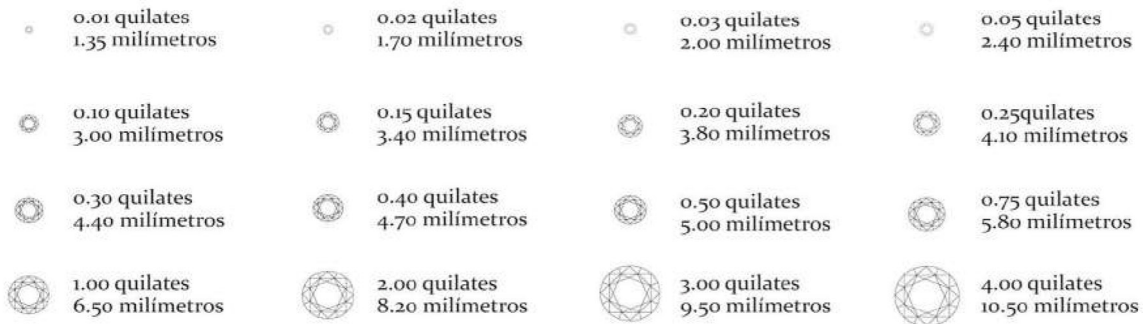 0.01 quilates
1.35 milímetros
0.02 quilates
1.70 milímetros
0.03 quilates
2.00 milímetros
0.05 quilates
2.40 milímetros
0.10 quilates
3.00 milímetros
0.15 quilates
3.40 milímetros
0.20 quilates
3.80 milímetros
0.25quilates
4.10 milímetros
0.30 quilates
4.40 milímetros
0.40 quilates
4.70 milímetros
0.50 quilates
5.00 milímetros
0.75 quilates
5.80 milímetros
1.00 quilates
6.50 milímetros
2.00 quilates
8.20 milímetros
3.00 quilates
9.50 milímetros
4.00 quilates
10.50 milímetros